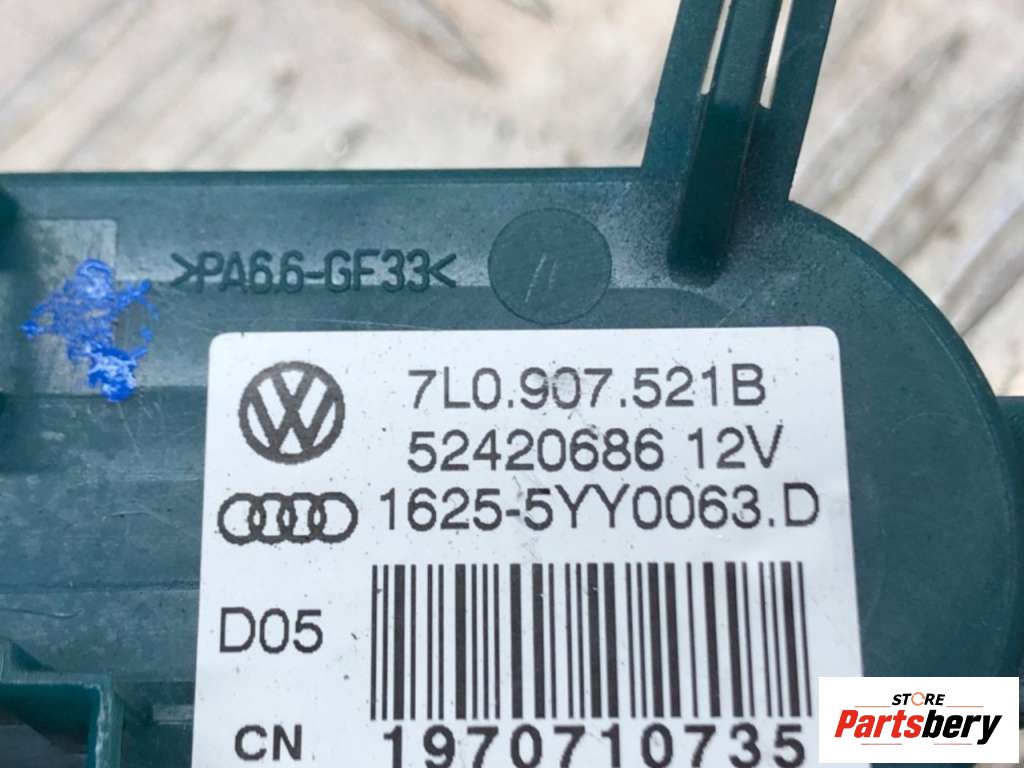 >PA6.6-GF33<
7L0.907.521B
52420686 12V
1625-5YY0063.D
D05
CN
1970710735
STORE
Partsbery